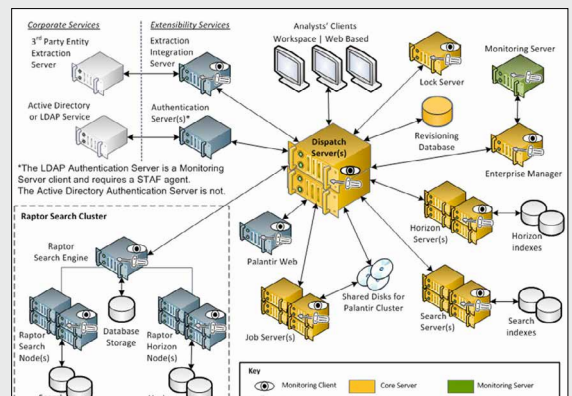 Corporate Services
Extensibility Services
3rd Party Entity
Extraction
Server
Extraction
Integration
Server
Active Directory
or LDAP Service
Authentication
Server(s)*
*The LDAP Authentication Server is a Monitoring
Server client and requires a STAF agent.
The Active Directory Authentication Server is not.
Analysts' Clients
Workspace | Web Based
Lock Server
Monitoring Server
Dispatch
Server(s)
Revisioning
Database
Enterprise Manager
Horizon
Server(s)
Horizon
indexes
Palantir Web
Shared Disks for
Palantir Cluster
Job Server(s)
Search
Server(s)
Search
indexes
Raptor Search Cluster
Raptor
Search Engine
Database
Storage
Raptor
Search
Node(s)
Raptor
Horizon
Node(s)
Key
Monitoring Client
Core Server
Monitoring Server